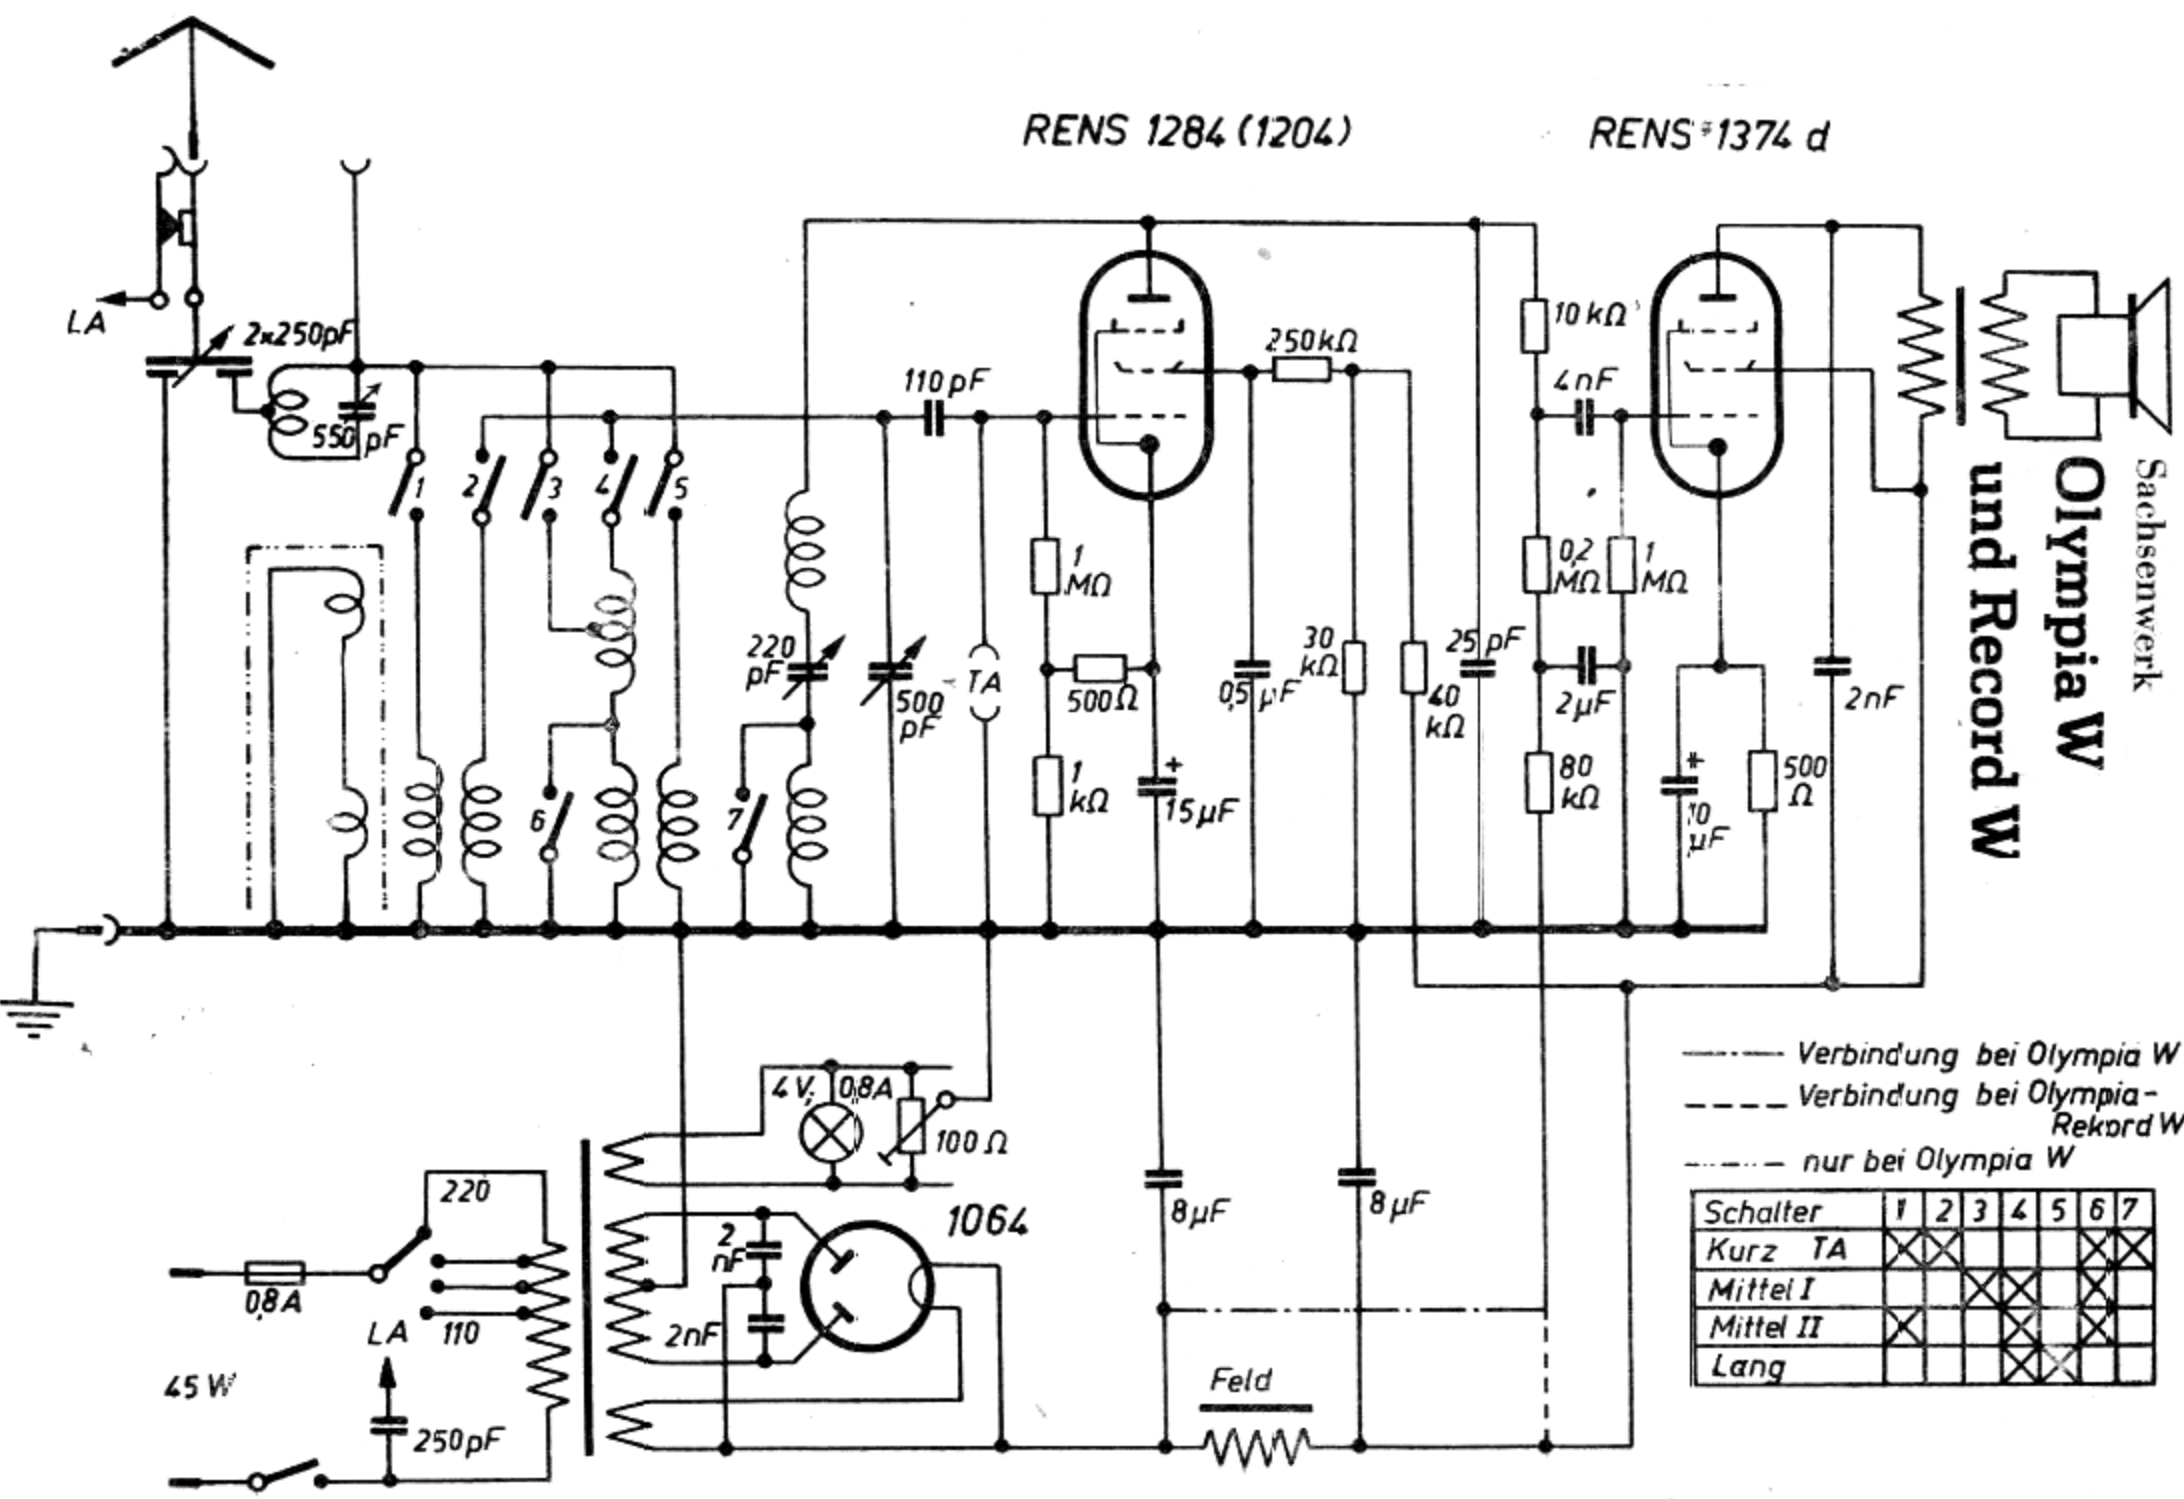 RENS 1284 (1204)
RENS 1374 d
LA
2x250pF
550 pF
110 pF
250kΩ
10 kΩ
4nF
1
2
3
4
5
1
MΩ
0,2
MΩ
1
MΩ
220
pF
500
pF
TA
500Ω
0,5 µF
30
kΩ
40
kΩ
25 pF
2µF
2nF
6
7
1
kΩ
+
15µF
80
kΩ
+
10
µF
500
Ω
Sachsenwerk
Olympia W
und Record W
4V;
0,8A
100Ω
1064
220
2
nF
2nF
0,8A
LA
110
45 W
250pF
8µF
8µF
Feld
Verbindung bei Olympia W
Verbindung bei Olympia-
Rekord W
nur bei Olympia W
Schalter 1 2 3 4 5 6 7
Kurz TA
Mittel I
Mittel II
Lang